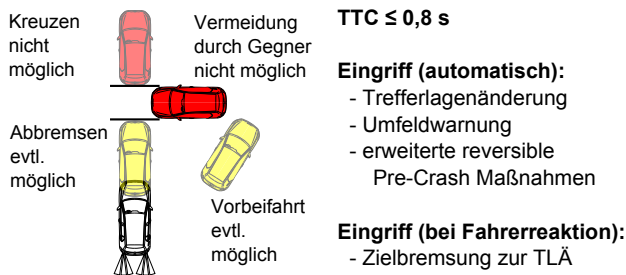 Kreuzen
nicht
möglich
Vermeidung
durch Gegner
nicht möglich
Abbremsen
evtl.
möglich
Vorbeifahrt
evtl.
möglich
TTC ≤ 0,8 s
Eingriff (automatisch):
- Trefferlagenänderung
- Umfeldwarnung
- erweiterte reversible
Pre-Crash Maßnahmen
Eingriff (bei Fahrerreaktion):
- Zielbremsung zur TLÄ